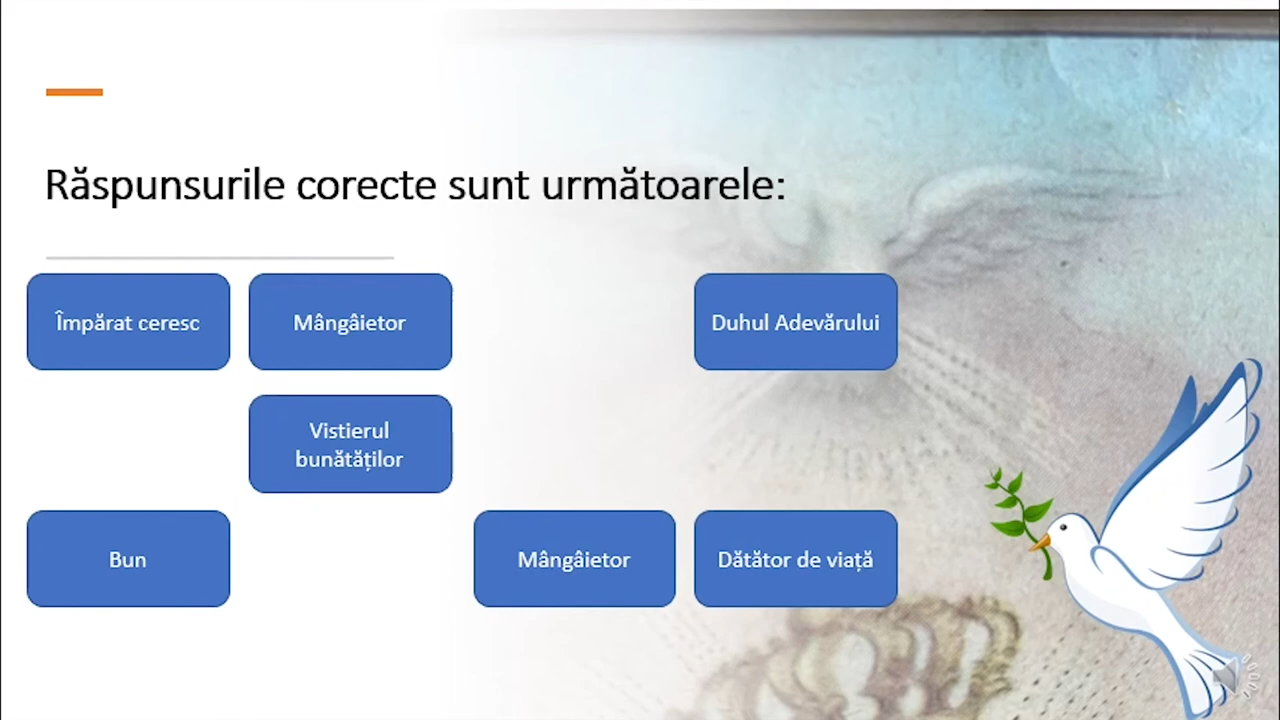 Răspunsurile corecte sunt următoarele:
Împărat ceresc
Mângâietor
Duhul Adevărului
Vistierul
bunătăților
Bun
Mângâietor
Dătător de viață